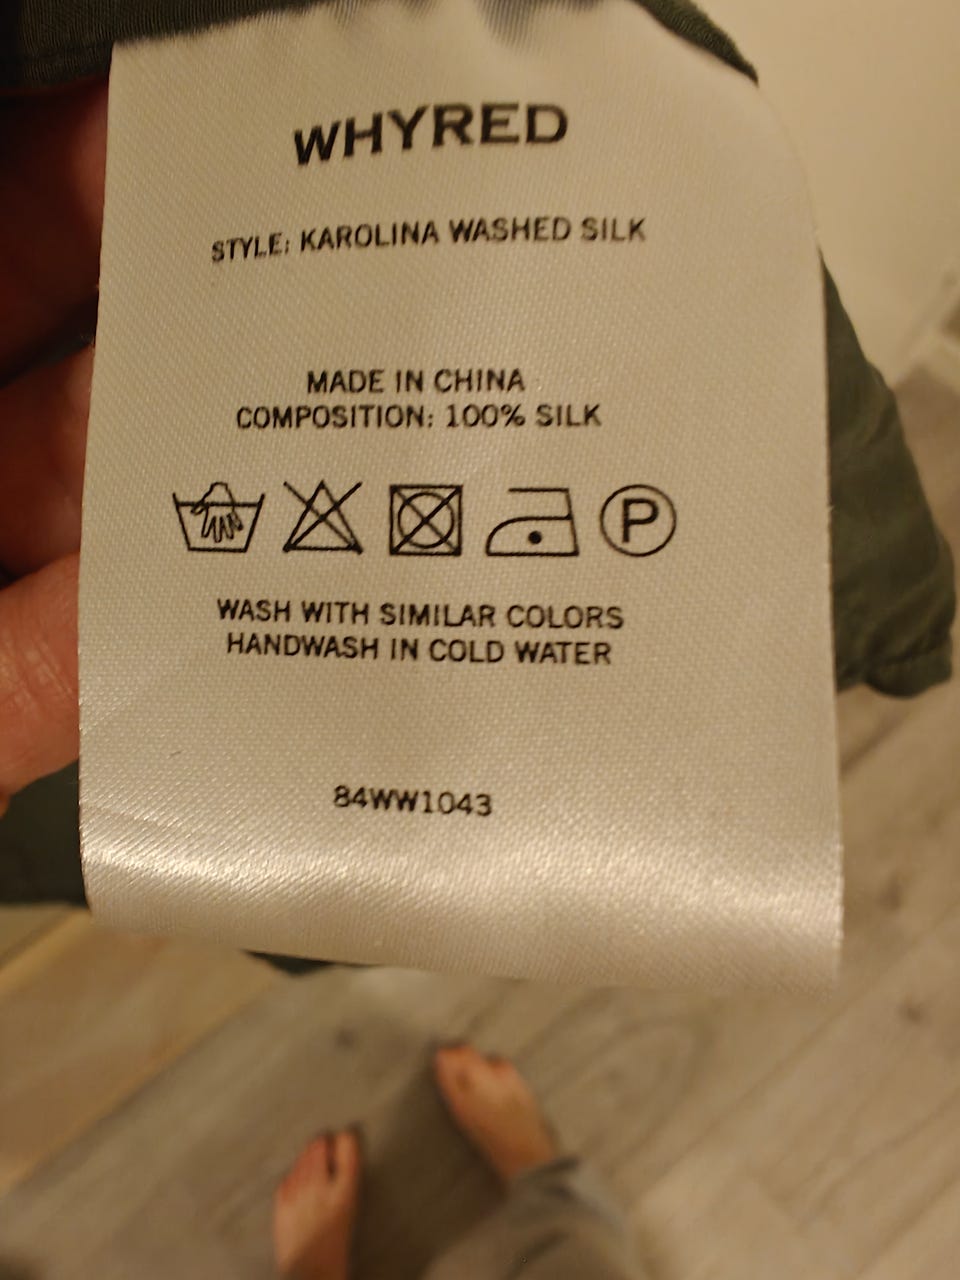 WHYRED
STYLE: KAROLINA WASHED SILK
MADE IN CHINA
COMPOSITION: 100% SILK
P
WASH WITH SIMILAR COLORS
HANDWASH IN COLD WATER
84WW1043